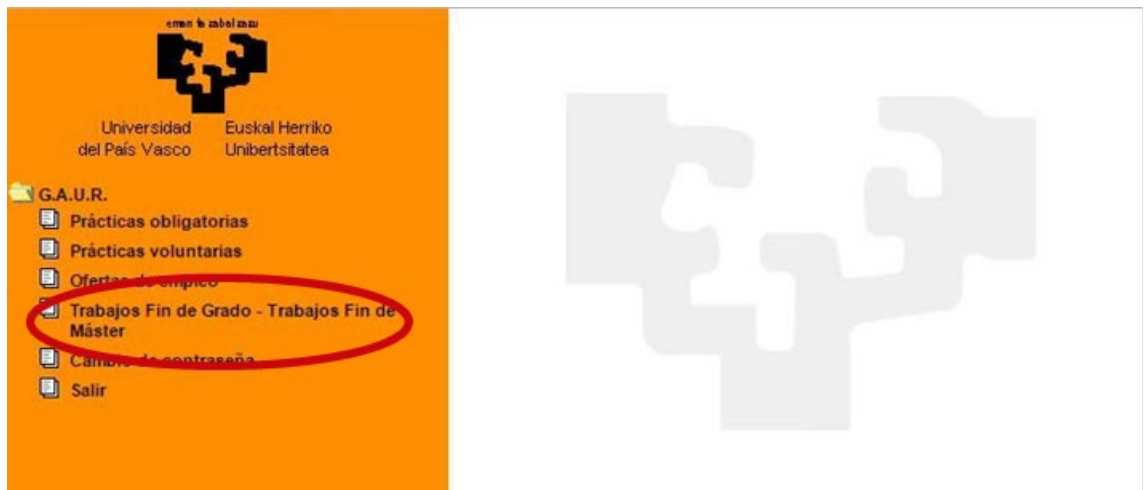 eman ta zabal zazu
Universidad Euskal Herriko
del País Vasco Unibertsitatea
G.A.U.R.
Prácticas obligatorias
Prácticas voluntarias
Ofertas de empleo
Trabajos Fin de Grado - Trabajos Fin de
Máster
Cambio de contraseña
Salir